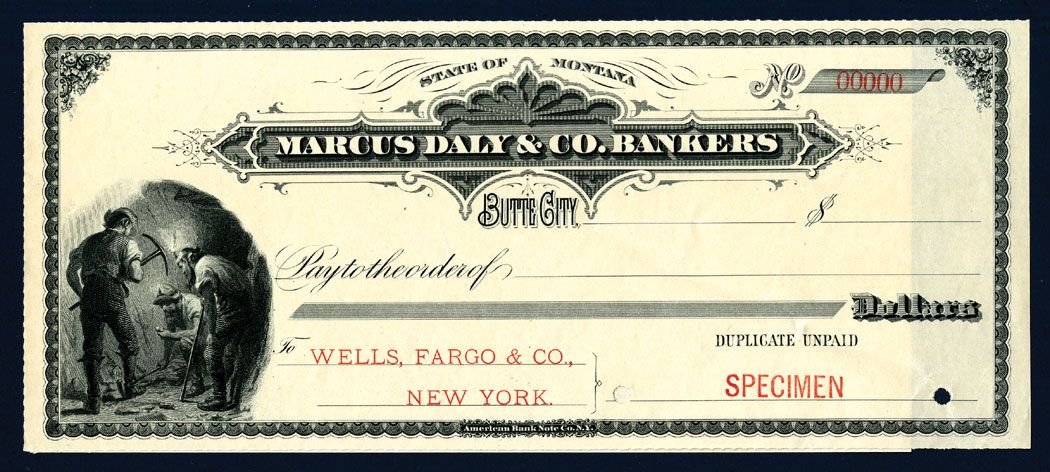 STATE OF MONTANA
No 00000
MARCUS DALY & CO. BANKERS
BUTTE CITY, $
Pay to the order of
Dollars
To WELLS, FARGO & CO.,
NEW YORK.
DUPLICATE UNPAID
SPECIMEN
American Bank Note Co. N.Y.